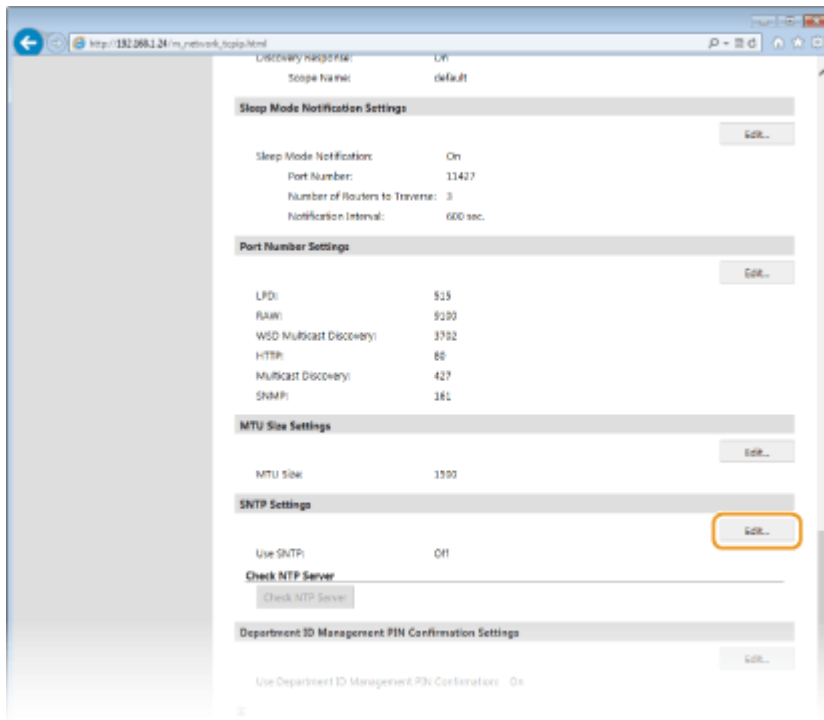 http://192.168.1.24/m_network_tcpip.html
Discovery Response: On
Scope Name: default
Sleep Mode Notification Settings
Edit...
Sleep Mode Notification: On
Port Number: 11427
Number of Routers to Traverse: 3
Notification Interval: 600 sec.
Port Number Settings
Edit...
LPD: 515
RAW: 9100
WSD Multicast Discovery: 3702
HTTP: 80
Multicast Discovery: 427
SNMP: 161
MTU Size Settings
Edit...
MTU Size: 1500
SNTP Settings
Edit...
Use SNTP: Off
Check NTP Server
Check NTP Server
Department ID Management PIN Confirmation Settings
Edit...
Use Department ID Management PIN Confirmation: On